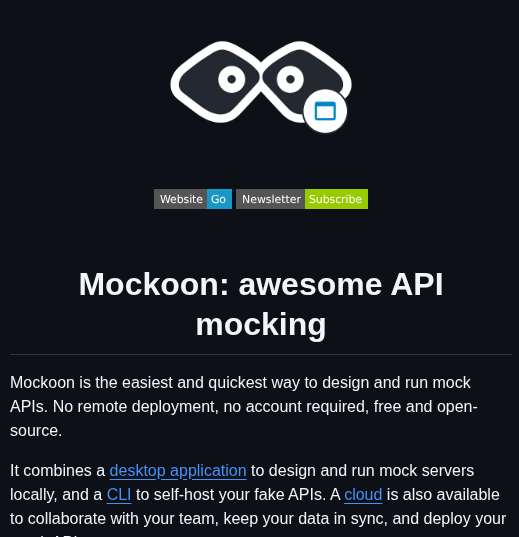 Website Go Newsletter Subscribe
Mockoon: awesome API
mocking
Mockoon is the easiest and quickest way to design and run mock
APIs. No remote deployment, no account required, free and open-
source.
It combines a desktop application to design and run mock servers
locally, and a CLI to self-host your fake APIs. A cloud is also available
to collaborate with your team, keep your data in sync, and deploy your